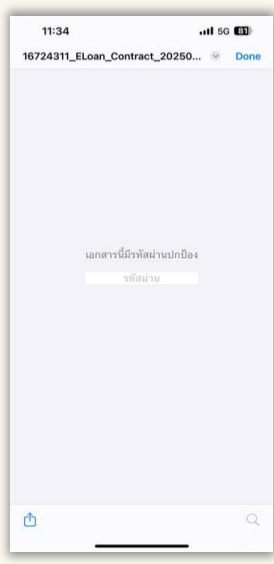 11:34 5G 81
16724311_ELoan_Contract_20250... Done
เอกสารนี้มีรหัสผ่านปกป้อง
รหัสผ่าน